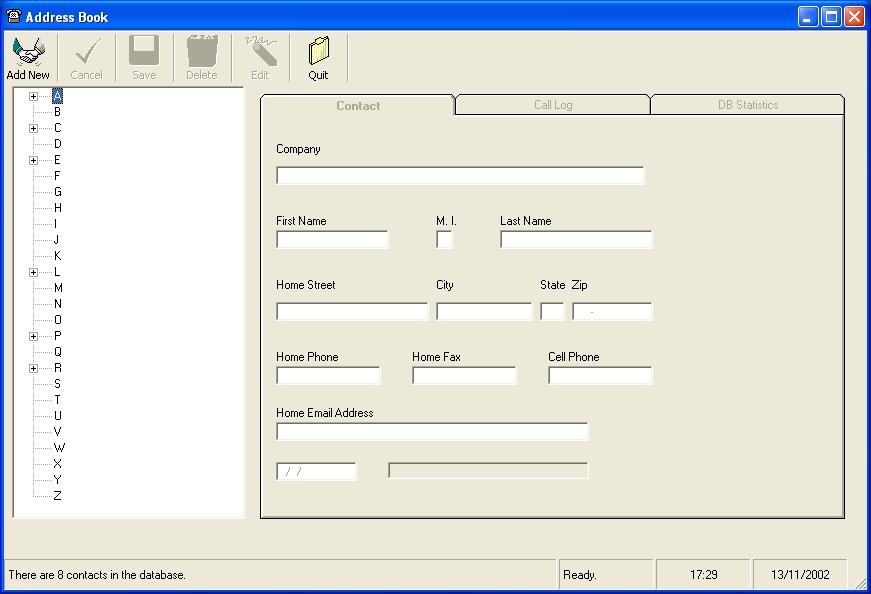 Address Book
Add New Cancel Save Delete Edit Quit
A
B
C
D
E
F
G
H
I
J
K
L
M
N
O
P
Q
R
S
T
U
V
W
X
Y
Z
Contact Call Log DB Statistics
Company
First Name M. I. Last Name
Home Street City State Zip
-
Home Phone Home Fax Cell Phone
Home Email Address
/ /
There are 8 contacts in the database. Ready. 17:29 13/11/2002